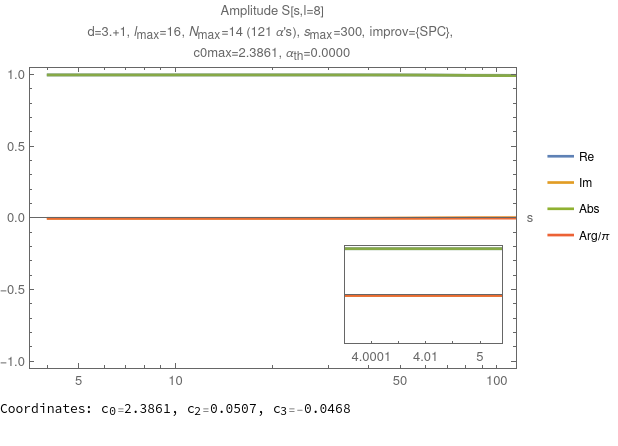 Amplitude S[s,l=8]
d=3.+1, lmax=16, Nmax=14 (121 α's), smax=300, improv={SPC},
c0max=2.3861, αth=0.0000
1.0
0.5
0.0
−0.5
−1.0
5
10
50
100
s
4.0001
4.01
5
Re
Im
Abs
Arg/π
Coordinates: c0=2.3861, c2=0.0507, c3=-0.0468